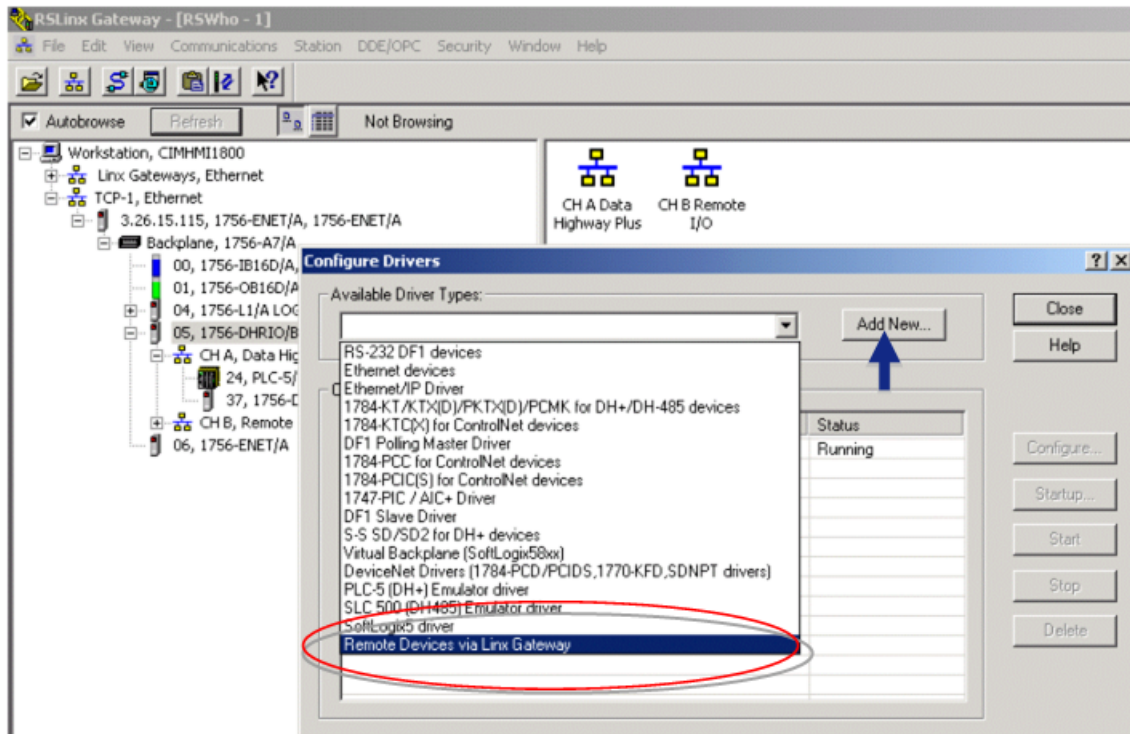 RSLinx Gateway - [RSWho - 1]
File Edit View Communications Station DDE/OPC Security Window Help
Autobrowse Refresh Not Browsing
Workstation, CIMHMI1800
Linx Gateways, Ethernet
TCP-1, Ethernet
3.26.15.115, 1756-ENET/A, 1756-ENET/A
Backplane, 1756-A7/A
00, 1756-IB16D/A,
01, 1756-OB16D/A
04, 1756-L1/A LOG
05, 1756-DHRIO/B
CH A, Data Hig
24, PLC-5/
37, 1756-D
CH B, Remote
06, 1756-ENET/A
CH A Data
Highway Plus
CH B Remote
I/O
Configure Drivers
Available Driver Types:
Add New...
Close
Help
RS-232 DF1 devices
Ethernet devices
Ethernet/IP Driver
1784-KT/KTX(D)/PKTX(D)/PCMK for DH+/DH-485 devices
1784-KTC(X) for ControlNet devices
DF1 Polling Master Driver
1784-PCC for ControlNet devices
1784-PCIC(S) for ControlNet devices
1747-PIC / AIC+ Driver
DF1 Slave Driver
S-S SD/SD2 for DH+ devices
Virtual Backplane (SoftLogix58xx)
DeviceNet Drivers (1784-PCD/PCIDS,1770-KFD,SDNPT drivers)
PLC-5 (DH+) Emulator driver
SLC 500 (DH485) Emulator driver
SoftLogix5 driver
Remote Devices via Linx Gateway
Status
Running
Configure...
Startup...
Start
Stop
Delete